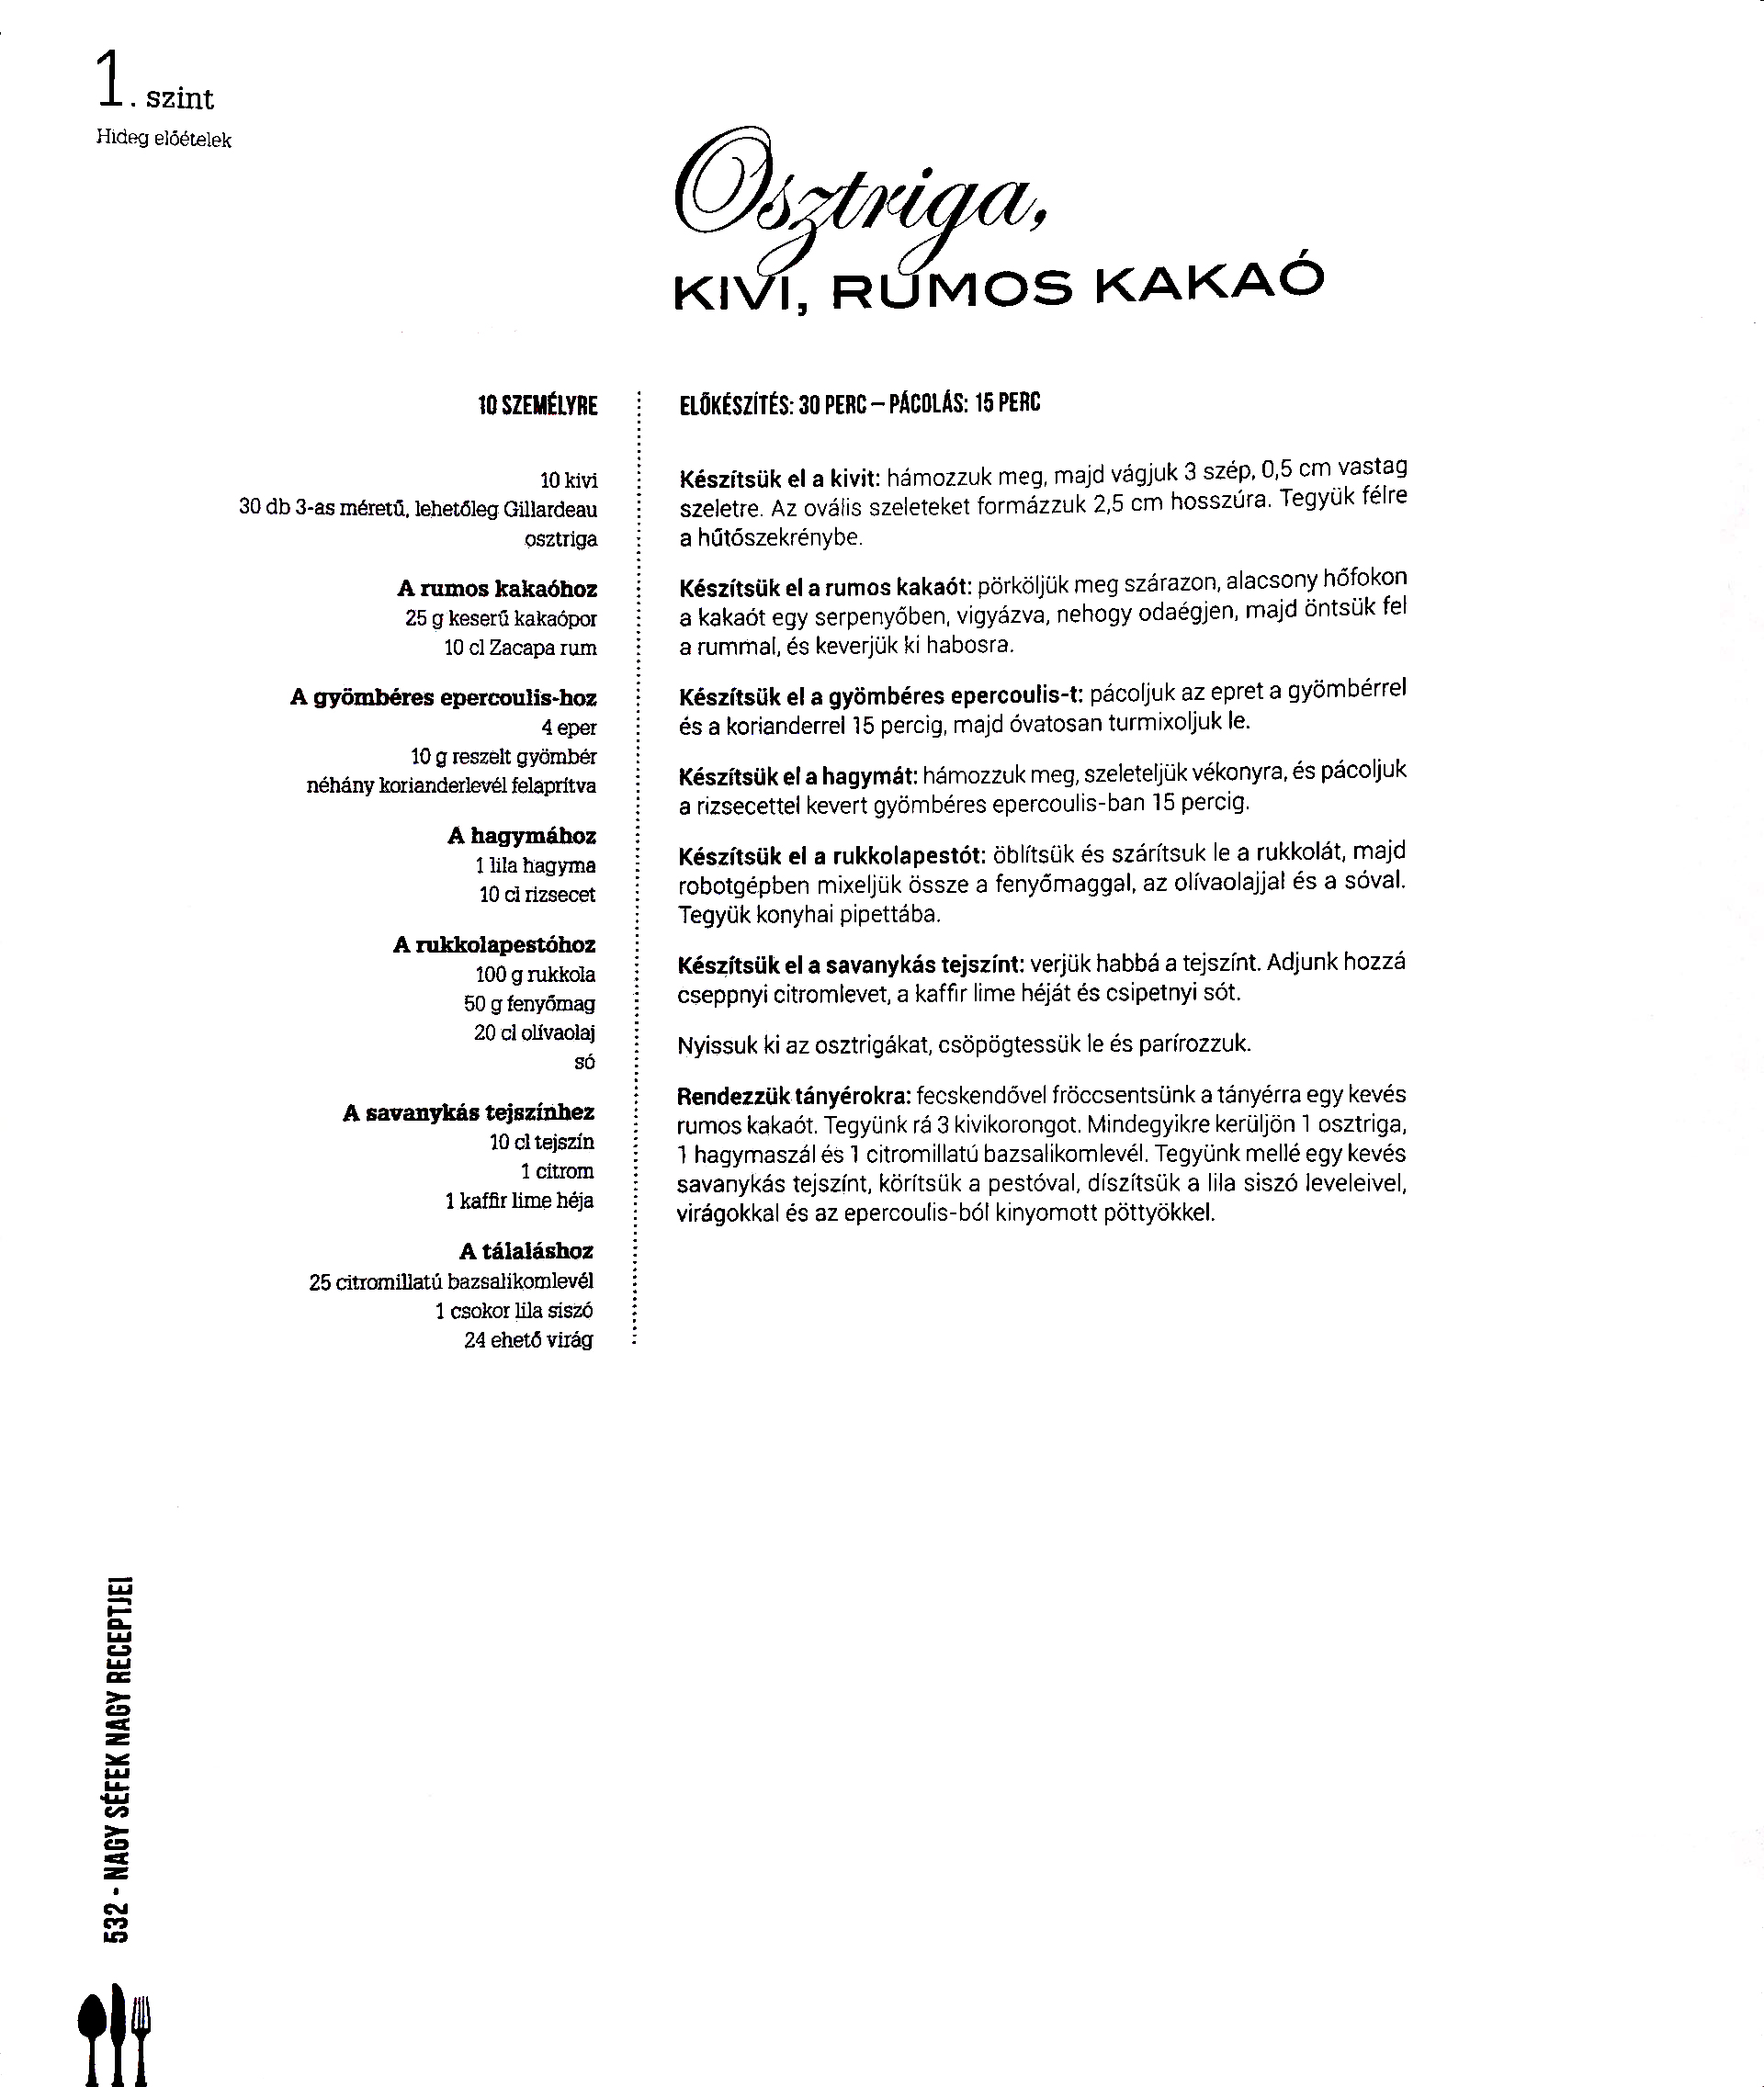 1. szint
Hideg előételek
Osztriga,
KIVI, RUMOS KAKAÓ
10 SZEMÉLYRE
10 kivi
30 db 3-as méretű, lehetőleg Gillardeau
osztriga
A rumos kakaóhoz
25 g keserű kakaópor
10 cl Zacapa rum
A gyömbéres epercoulis-hoz
4 eper
10 g reszelt gyömbér
néhány korianderlevél felaprítva
A hagymához
1 lila hagyma
10 cl rizsecet
A rukkolapestóhoz
100 g rukkola
50 g fenyőmag
20 cl olívaolaj
só
A savanykás tejszínhez
10 cl tejszín
1 citrom
1 kaffir lime héja
A tálaláshoz
25 citromillatú bazsalikomlevél
1 csokor lila siszó
24 ehető virág
ELŐKÉSZÍTÉS: 30 PERC – PÁCOLÁS: 15 PERC
Készítsük el a kivit: hámozzuk meg, majd vágjuk 3 szép, 0,5 cm vastag
szeletre. Az ovális szeleteket formázzuk 2,5 cm hosszúra. Tegyük félre
a hűtőszekrénybe.
Készítsük el a rumos kakaót: pörköljük meg szárazon, alacsony hőfokon
a kakaót egy serpenyőben, vigyázva, nehogy odaégjen, majd öntsük fel
a rummal, és keverjük ki habosra.
Készítsük el a gyömbéres epercoulis-t: pácoljuk az epret a gyömbérrel
és a korianderrel 15 percig, majd óvatosan turmixoljuk le.
Készítsük el a hagymát: hámozzuk meg, szeleteljük vékonyra, és pácoljuk
a rizsecettel kevert gyömbéres epercoulis-ban 15 percig.
Készítsük el a rukkolapestót: öblítsük és szárítsuk le a rukkolát, majd
robotgépben mixeljük össze a fenyőmaggal, az olívaolajjal és a sóval.
Tegyük konyhai pipettába.
Készítsük el a savanykás tejszínt: verjük habbá a tejszínt. Adjunk hozzá
cseppnyi citromlevet, a kaffir lime héját és csipetnyi sót.
Nyissuk ki az osztrigákat, csöpögtessük le és parírozzuk.
Rendezzük tányérokra: fecskendővel fröccsentsünk a tányérra egy kevés
rumos kakaót. Tegyünk rá 3 kivikorongot. Mindegyikre kerüljön 1 osztriga,
1 hagymaszál és 1 citromillatú bazsalikomlevél. Tegyünk mellé egy kevés
savanykás tejszínt, körítsük a pestóval, díszítsük a lila siszó leveleivel,
virágokkal és az epercoulis-ból kinyomott pöttyökkel.
532 - NAGY SÉFEK NAGY RECEPTJEI